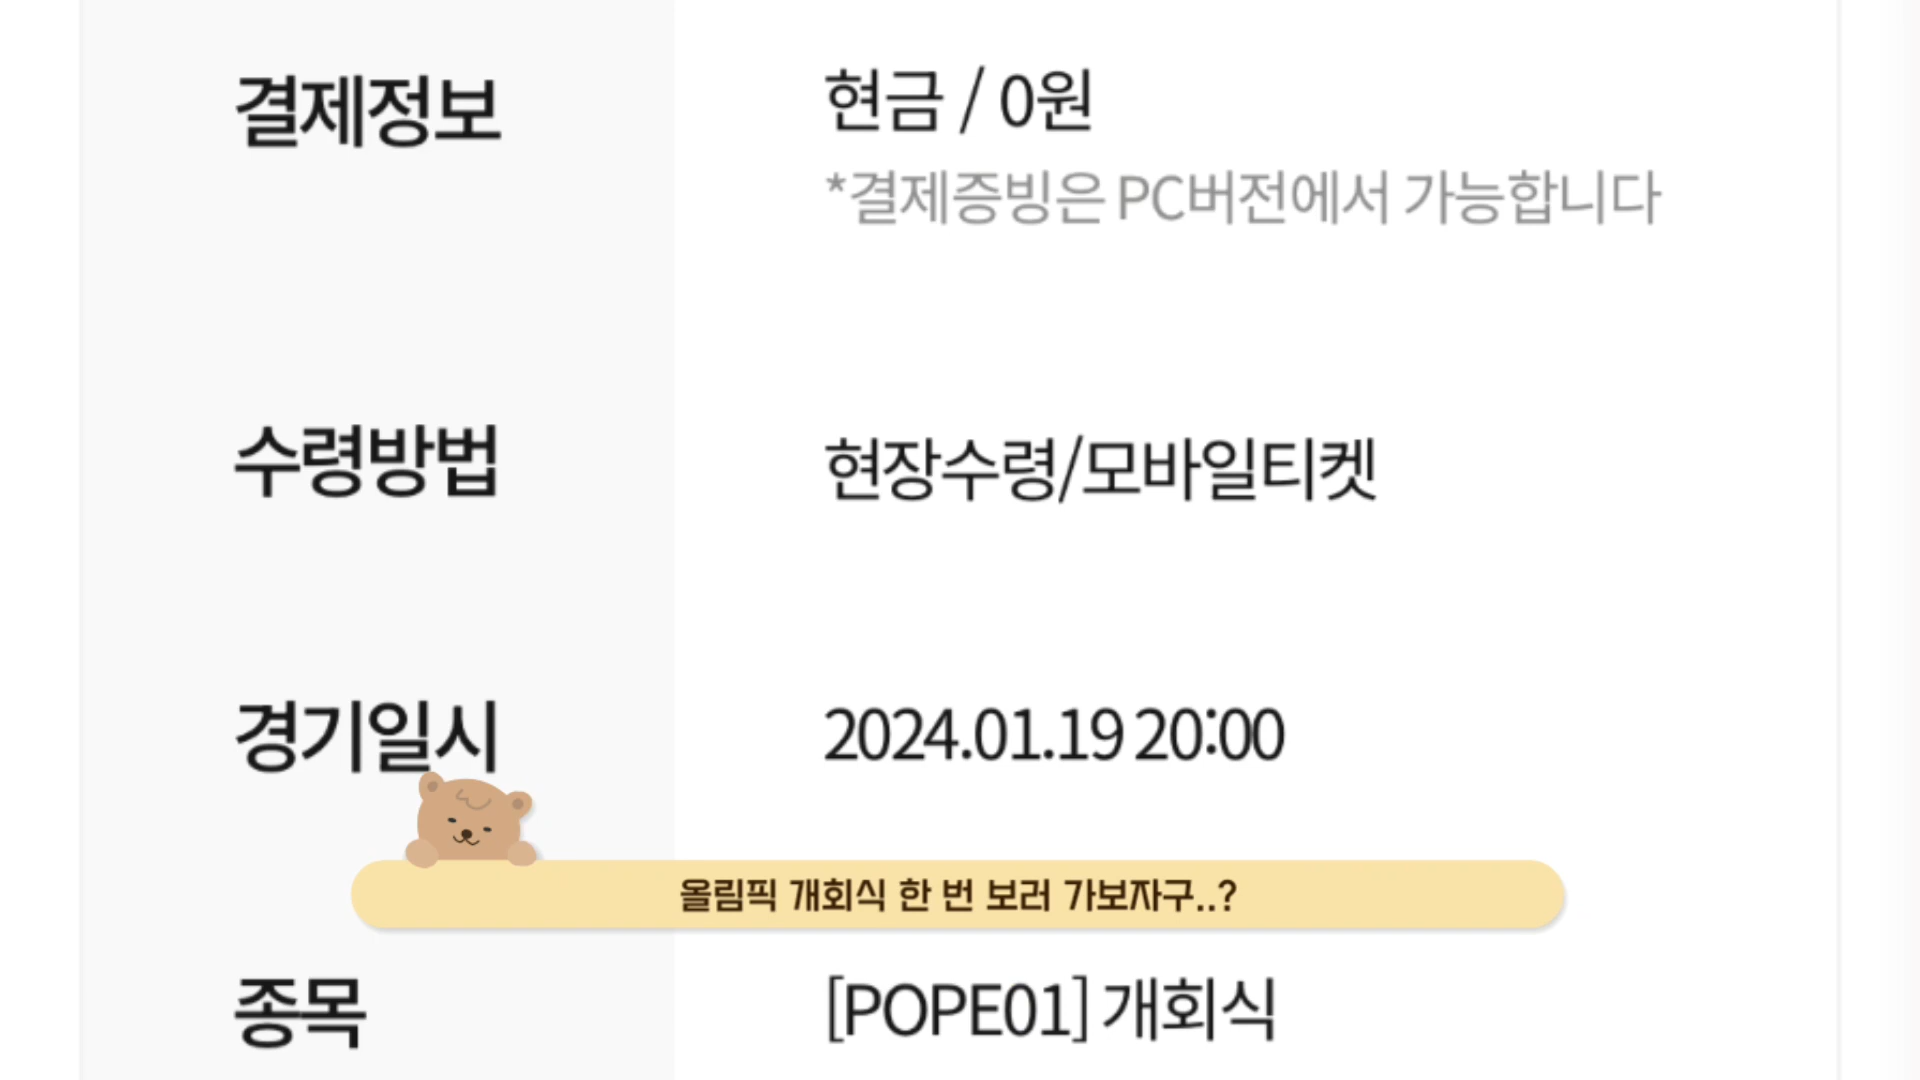 결제정보
현금 / 0원
*결제증빙은 PC버전에서 가능합니다
수령방법
현장수령/모바일티켓
경기일시
2024.01.19 20:00
올림픽 개회식 한 번 보러 가보자구..?
종목
[POPE01] 개회식